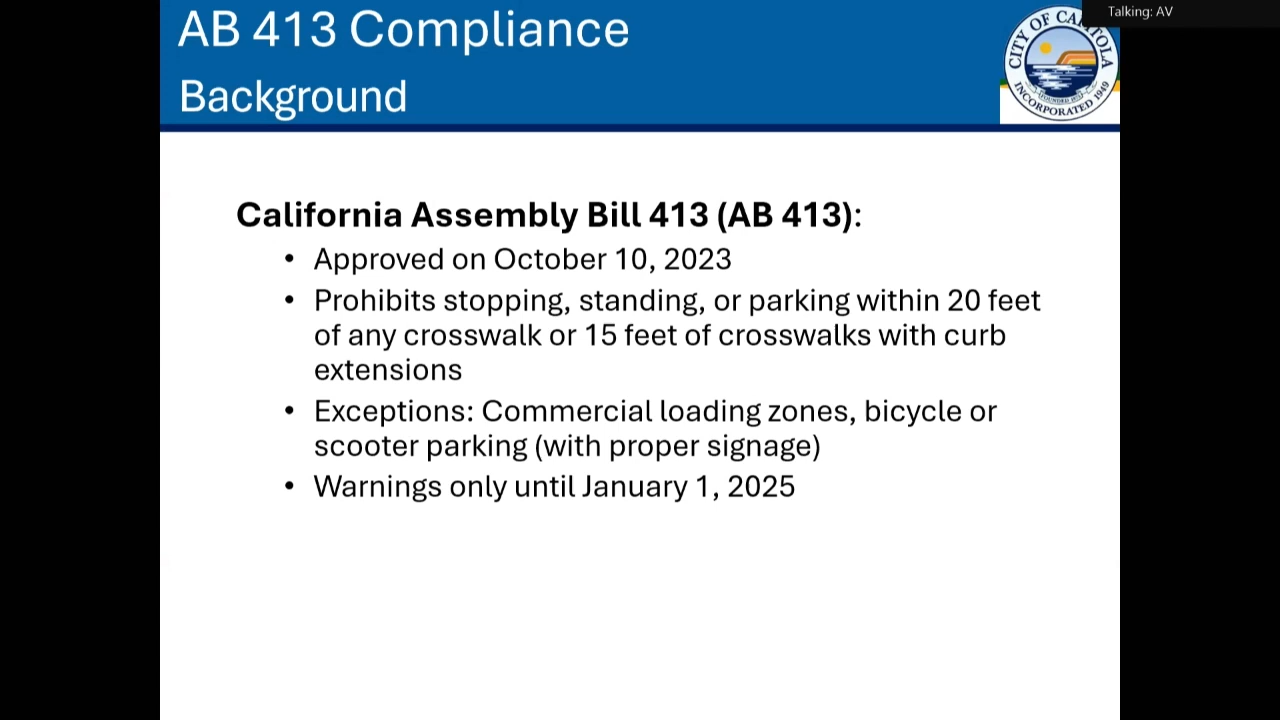 AB 413 Compliance
Background
Talking: AV
CITY OF CAPITOLA
INCORPORATED 1949
California Assembly Bill 413 (AB 413):
• Approved on October 10, 2023
• Prohibits stopping, standing, or parking within 20 feet
of any crosswalk or 15 feet of crosswalks with curb
extensions
• Exceptions: Commercial loading zones, bicycle or
scooter parking (with proper signage)
• Warnings only until January 1, 2025